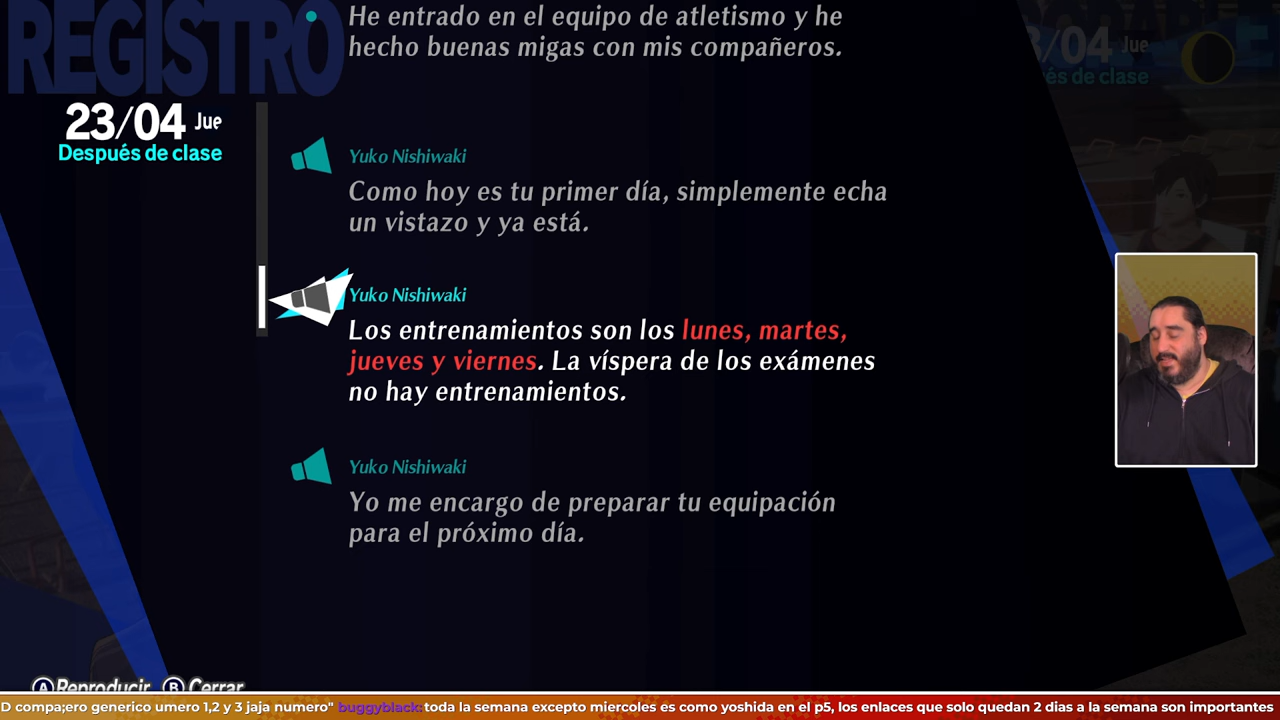 REGISTRO
He entrado en el equipo de atletismo y he
hecho buenas migas con mis compañeros.
/04 Jue
és de clase
23/04 Jue
Después de clase
Yuko Nishiwaki
Como hoy es tu primer día, simplemente echa
un vistazo y ya está.
Yuko Nishiwaki
Los entrenamientos son los lunes, martes,
jueves y viernes. La víspera de los exámenes
no hay entrenamientos.
Yuko Nishiwaki
Yo me encargo de preparar tu equipación
para el próximo día.
A Reproducir B Cerrar
D compa;ero generico umero 1,2 y 3 jaja numero" buggyblack: toda la semana excepto miercoles es como yoshida en el p5, los enlaces que solo quedan 2 dias a la semana son importantes